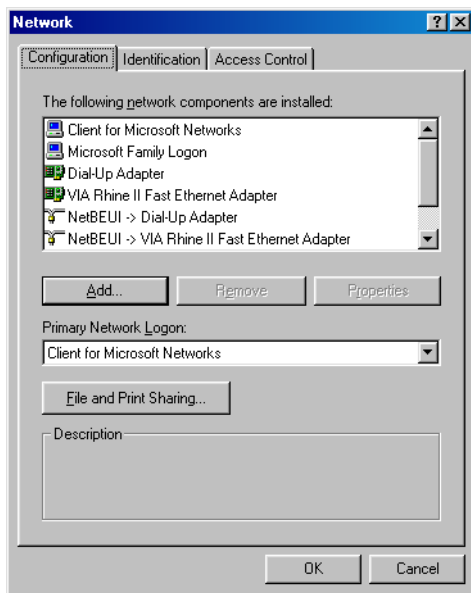 Network
Configuration Identification Access Control
The following network components are installed:
Client for Microsoft Networks
Microsoft Family Logon
Dial-Up Adapter
VIA Rhine II Fast Ethernet Adapter
NetBEUI -> Dial-Up Adapter
NetBEUI -> VIA Rhine II Fast Ethernet Adapter
Add... Remove Properties
Primary Network Logon:
Client for Microsoft Networks
File and Print Sharing...
Description
OK Cancel